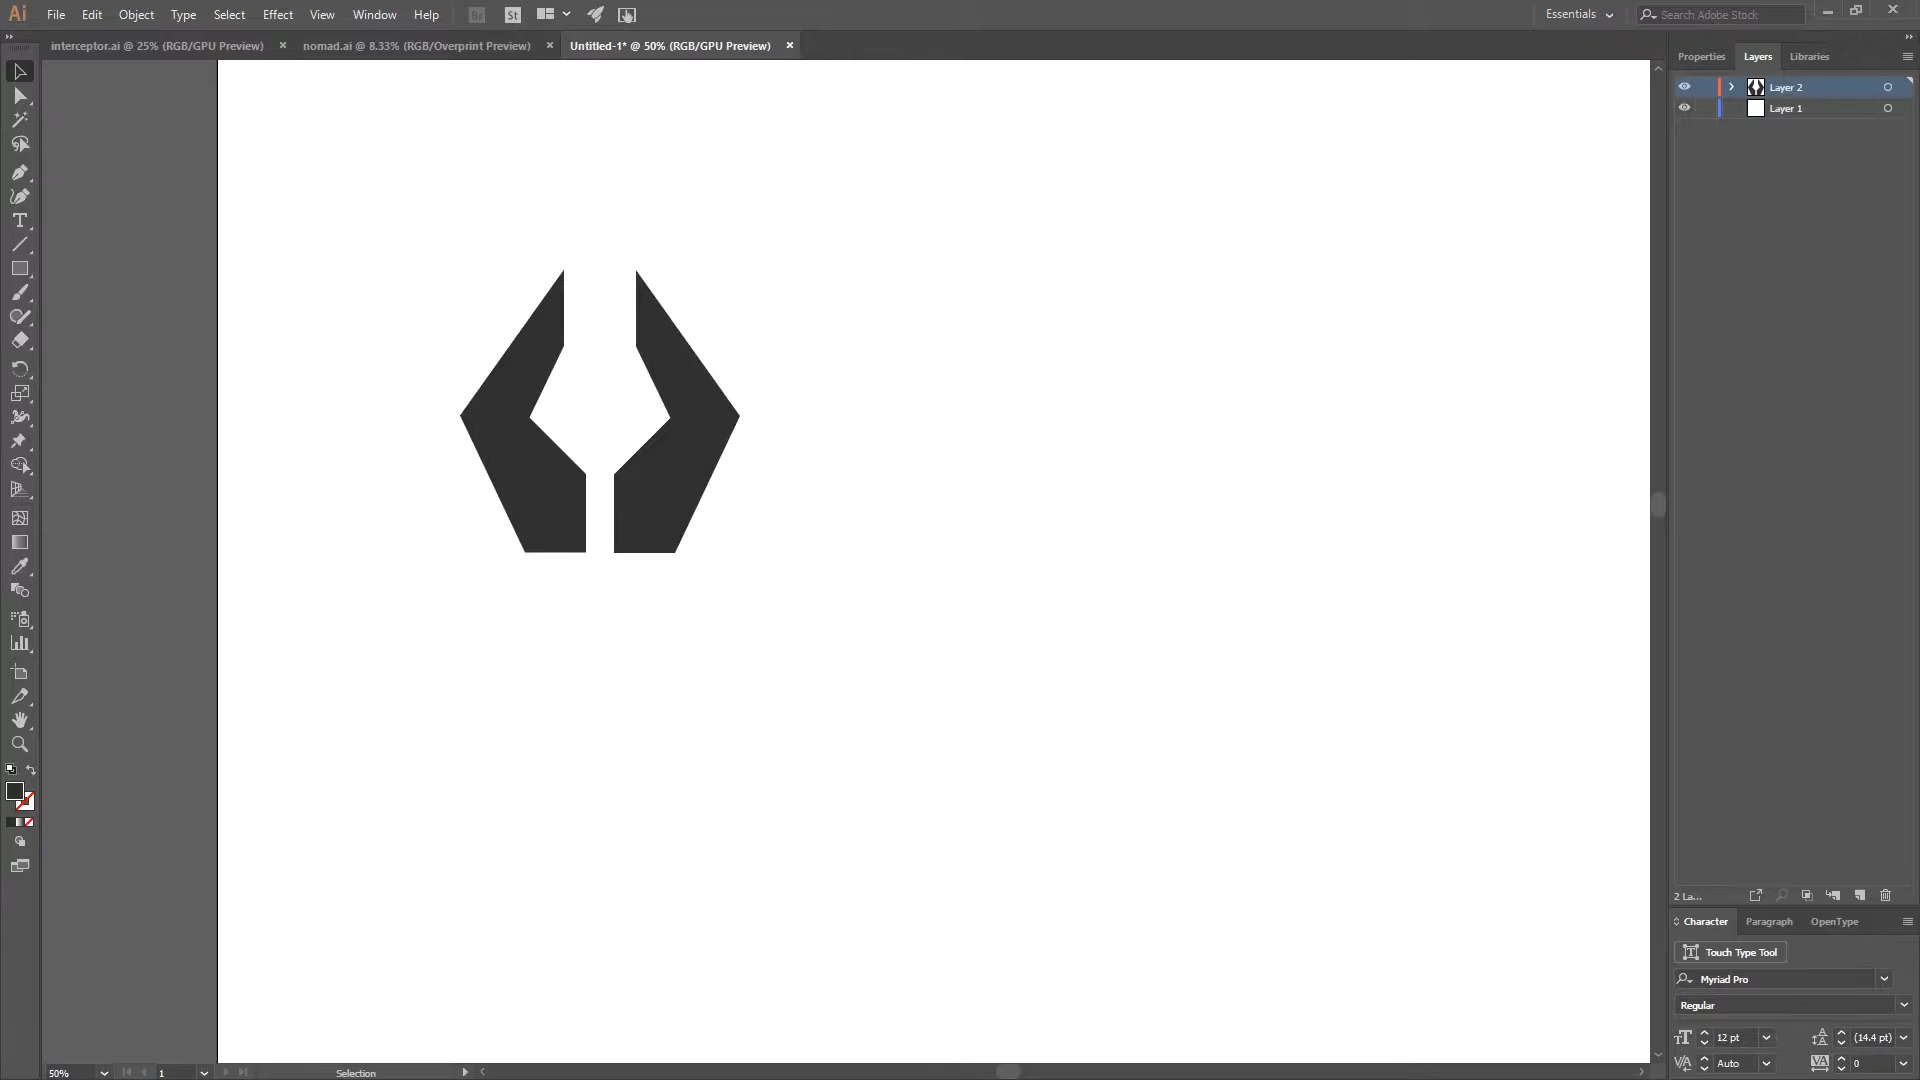 Ai File Edit Object Type Select Effect View Window Help Br St Essentials Search Adobe Stock
interceptor.ai @ 25% (RGB/GPU Preview) nomad.ai @ 8.33% (RGB/Overprint Preview) Untitled-1* @ 50% (RGB/GPU Preview)
Properties Layers Libraries
Layer 2
Layer 1
2 La...
Character Paragraph OpenType
Touch Type Tool
Myriad Pro
Regular
12 pt (14.4 pt)
Auto 0
50% 1 Selection